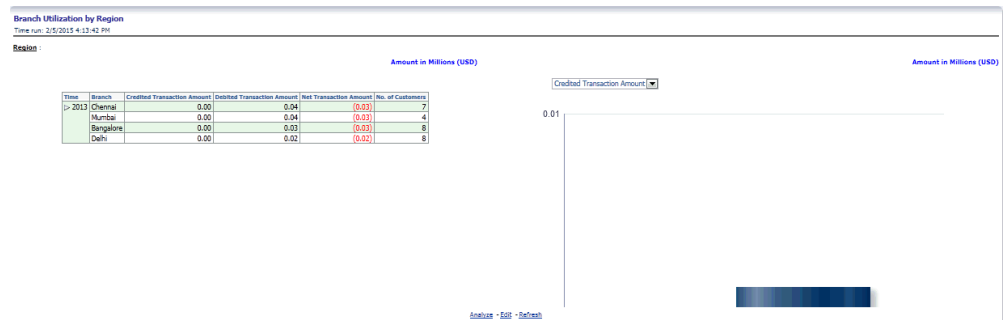 Branch Utilization by Region
Time run: 2/5/2015 4:13:42 PM
Region :
Amount in Millions (USD)
Amount in Millions (USD)
Credited Transaction Amount
Time Branch Credited Transaction Amount Debited Transaction Amount Net Transaction Amount No. of Customers
2013 Chennai 0.00 0.04 (0.03) 7
Mumbai 0.00 0.04 (0.03) 4
Bangalore 0.00 0.03 (0.03) 8
Delhi 0.00 0.02 (0.02) 8
0.01
Analyze - Edit - Refresh